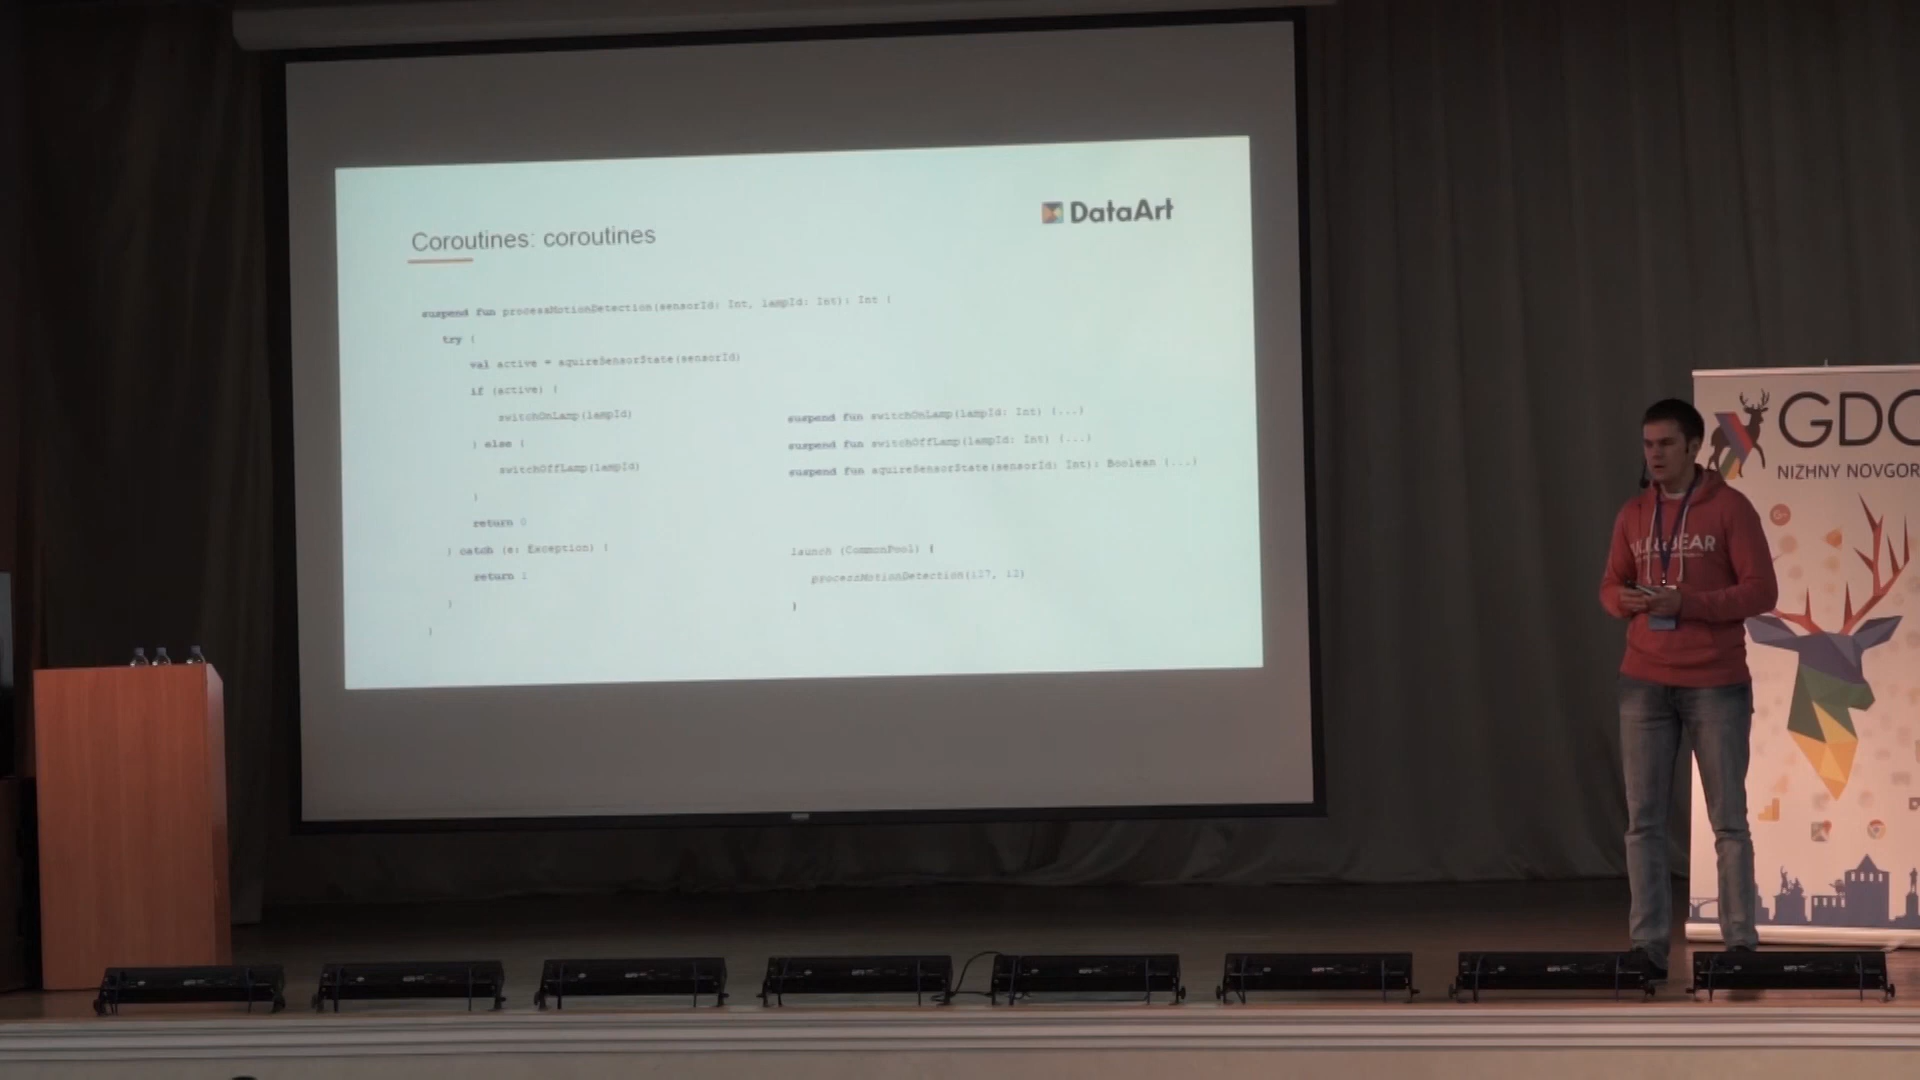 DataArt
Coroutines: coroutines
suspend fun processMotionDetection(sensorId: Int, lampId: Int): Int {
try {
val active = aquireSensorState(sensorId)
if (active) {
switchOnLamp(lampId)
} else {
switchOffLamp(lampId)
}
return 0
} catch (e: Exception) {
return 1
}
}
suspend fun switchOnLamp(lampId: Int) {...}
suspend fun switchOffLamp(lampId: Int) {...}
suspend fun aquireSensorState(sensorId: Int): Boolean {...}
launch (CommonPool) {
processMotionDetection(127, 12)
}
GDG
NIZHNY NOVGOR
BEAR
6+